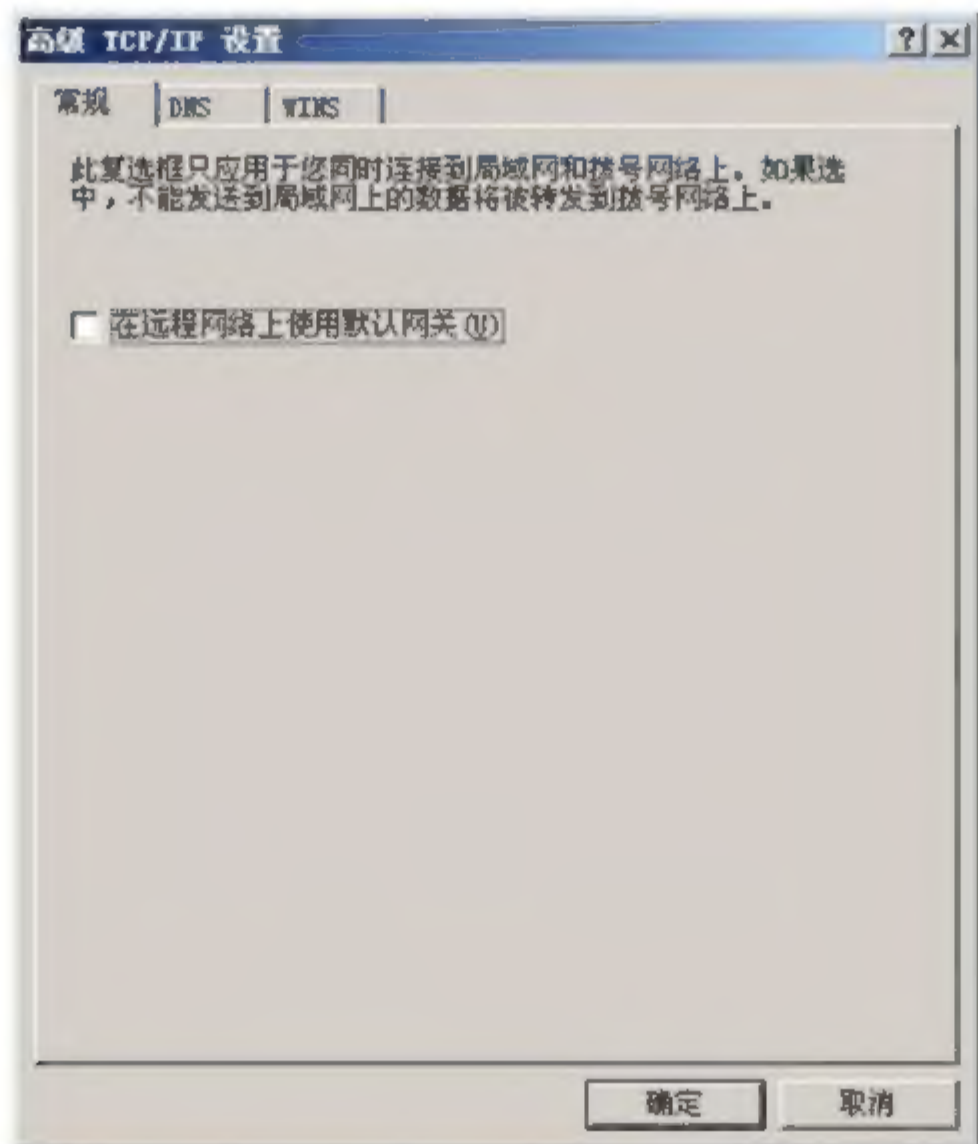 高级 TCP/IP 设置
常规 DNS WINS
此复选框只应用于您同时连接到局域网和拨号网络上。如果选
中，不能发送到局域网上的数据将被转发到拨号网络上。
在远程网络上使用默认网关(U)
确定 取消